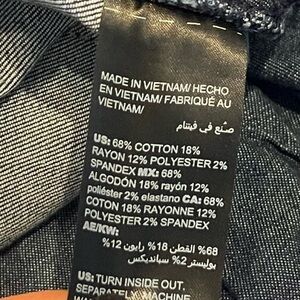 MADE IN VIETNAM/ HECHO
EN VIETNAM/ FABRIQUÉ AU
VIETNAM/
صنع في فيتنام
US: 68% COTTON 18%
RAYON 12% POLYESTER 2%
SPANDEX MX: 68%
ALGODÓN 18% rayón 12%
poliéster 2% elastano CA: 68%
COTON 18% RAYONNE 12%
POLYESTER 2% SPANDEX
AE/KW:
68% القطن 18% رايون 12%
بوليستر 2% سباندیکس
US: TURN INSIDE OUT.
SEPARATELY MACHINE